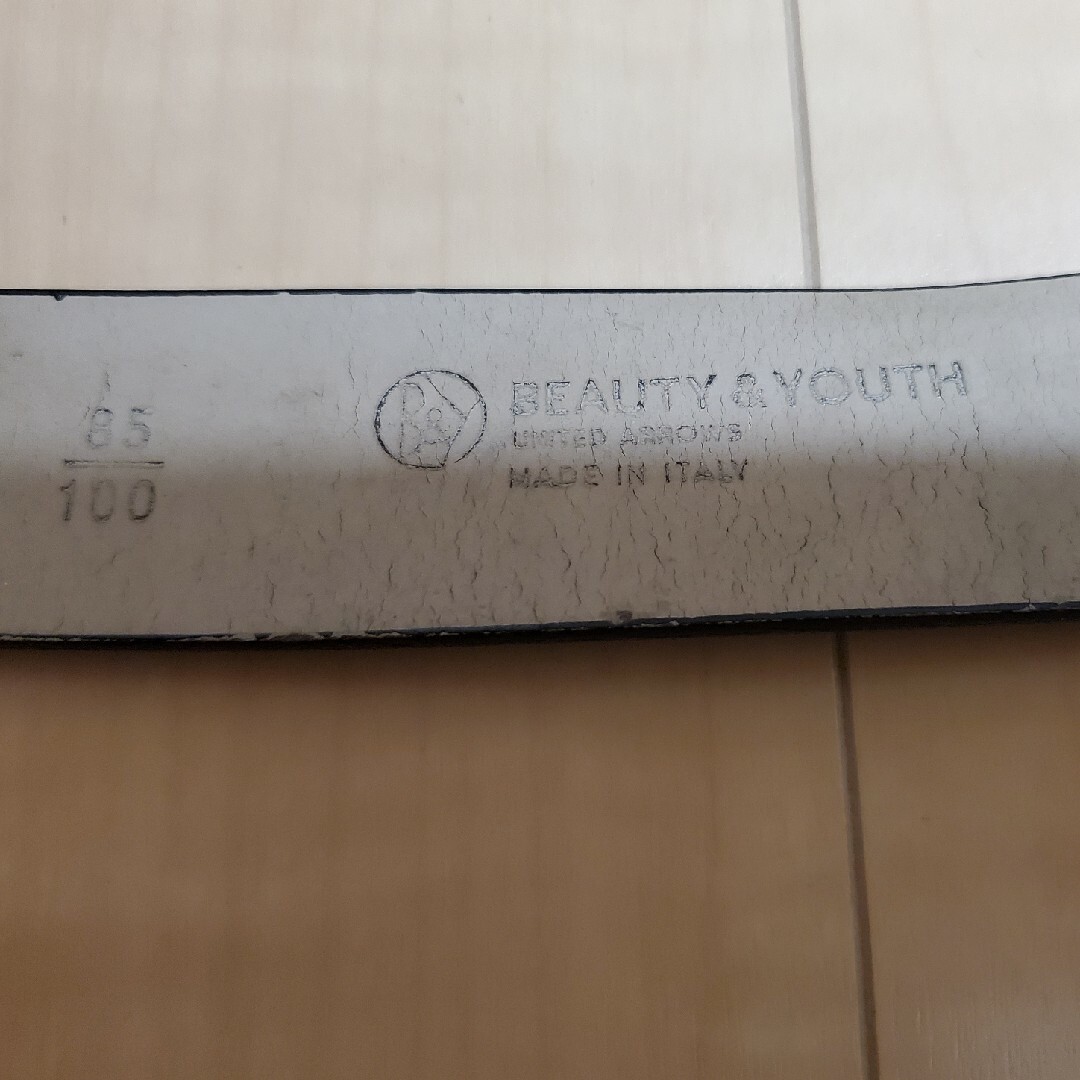 85
100
B&Y
BEAUTY & YOUTH
UNITED ARROWS
MADE IN ITALY